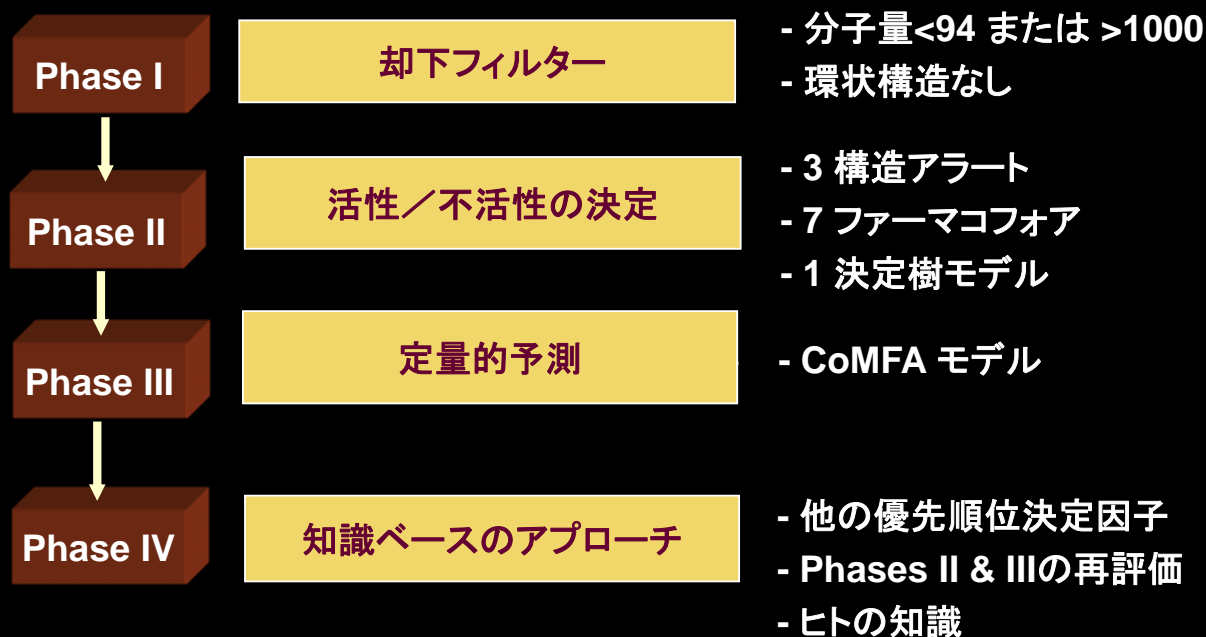 Phase I
却下フィルター
- 分子量<94 または >1000
- 環状構造なし
Phase II
活性／不活性の決定
- 3 構造アラート
- 7 ファーマコフォア
- 1 決定樹モデル
Phase III
定量的予測
- CoMFA モデル
Phase IV
知識ベースのアプローチ
- 他の優先順位決定因子
- Phases II & IIIの再評価
- ヒトの知識